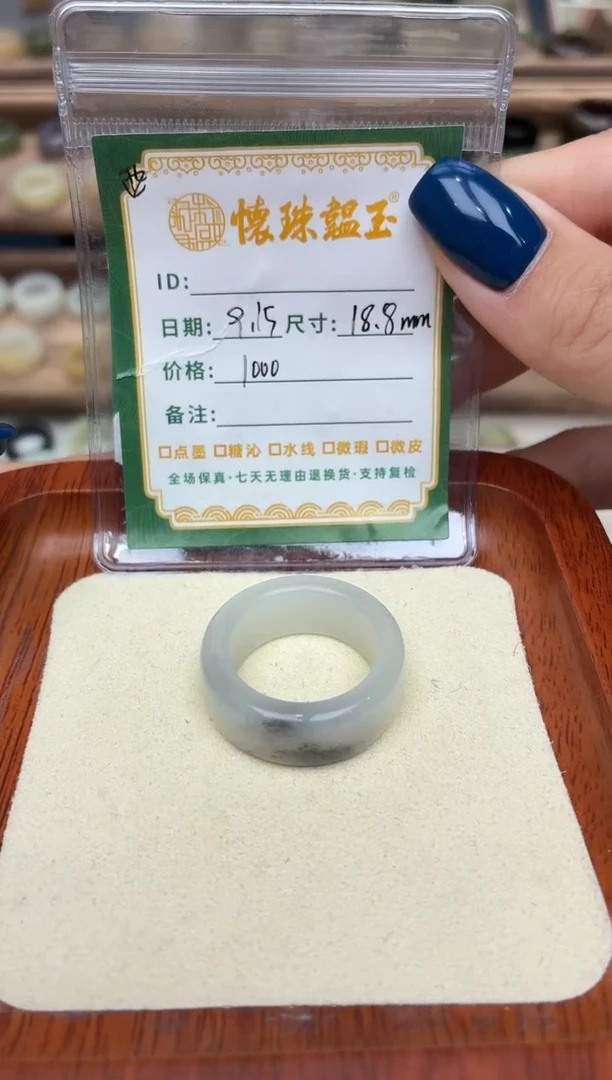 西
懷珠韞玉®
ID:
日期: 9.15 尺寸: 18.8mm
价格: 1000
备注:
□点墨 □糖沁 □水线 □微瑕 □微皮
全场保真·七天无理由退换货·支持复检